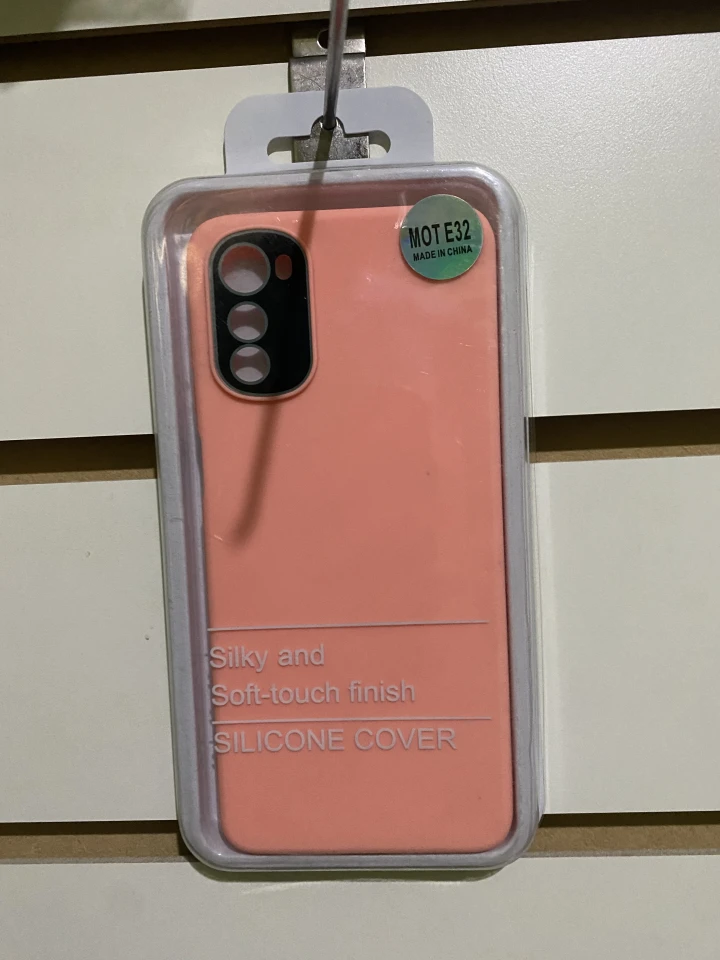 MOT E32
MADE IN CHINA
Silky and
Soft-touch finish
SILICONE COVER